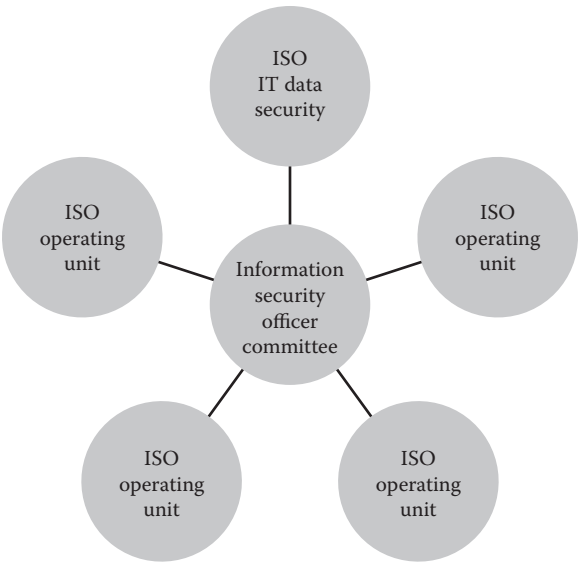 ISO
IT data
security
ISO
operating
unit
ISO
operating
unit
Information
security
officer
committee
ISO
operating
unit
ISO
operating
unit